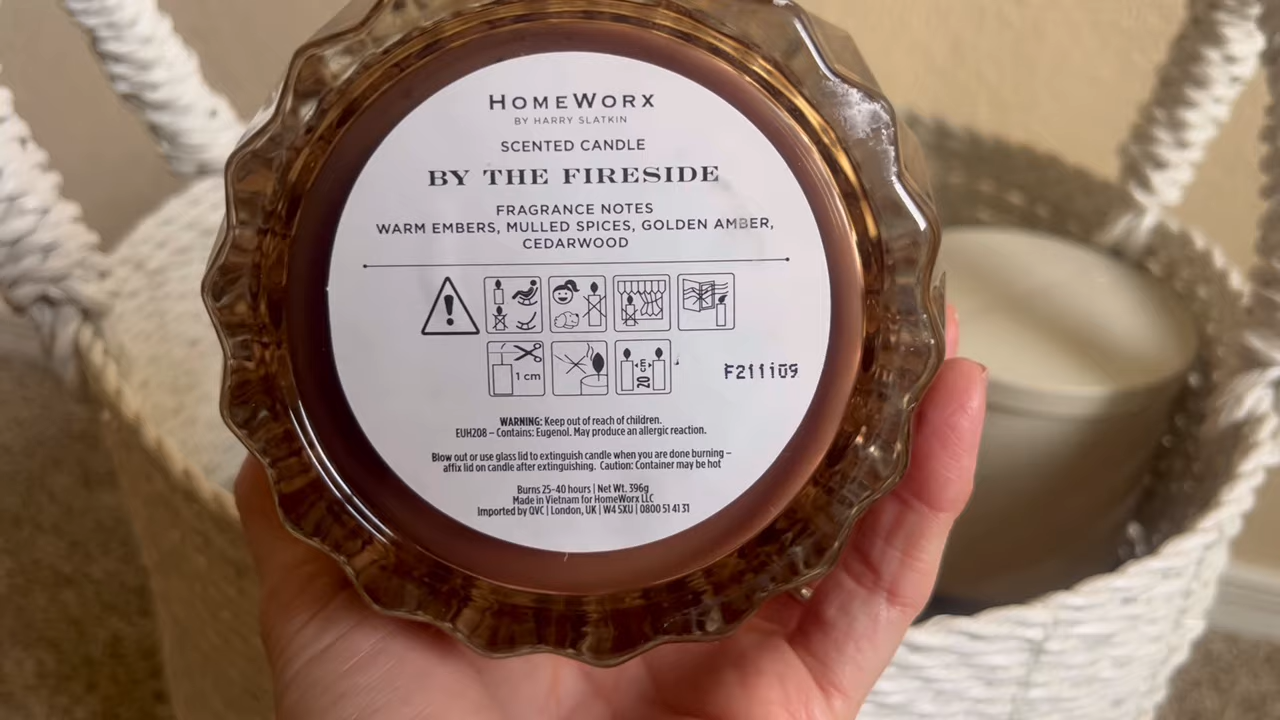 HOMEWORX
BY HARRY SLATKIN
SCENTED CANDLE
BY THE FIRESIDE
FRAGRANCE NOTES
WARM EMBERS, MULLED SPICES, GOLDEN AMBER,
CEDARWOOD
1 cm
5
20
F211109
WARNING: Keep out of reach of children.
EUH208 – Contains: Eugenol. May produce an allergic reaction.
Blow out or use glass lid to extinguish candle when you are done burning –
affix lid on candle after extinguishing. Caution: Container may be hot
Burns 25-40 hours | Net Wt. 396g
Made in Vietnam for HomeWorx LLC
Imported by QVC | London, UK | W4 5XU | 0800 51 41 31